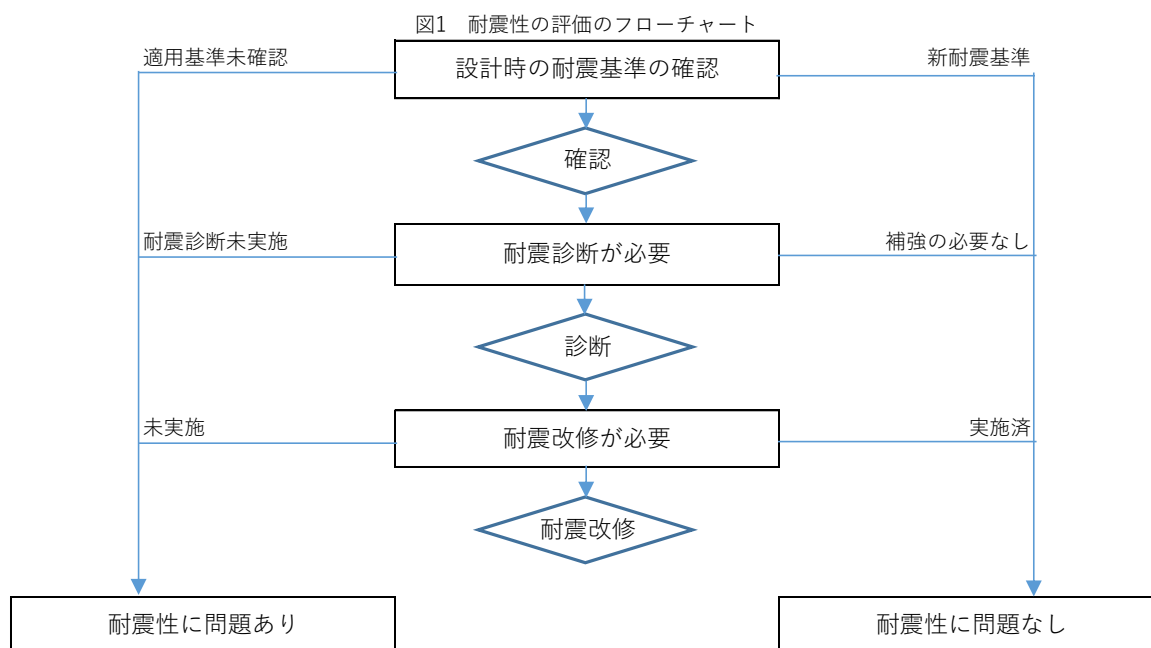 図1　耐震性の評価のフローチャート
適用基準未確認
設計時の耐震基準の確認
新耐震基準
確認
耐震診断未実施
耐震診断が必要
補強の必要なし
診断
未実施
耐震改修が必要
実施済
耐震改修
耐震性に問題あり
耐震性に問題なし